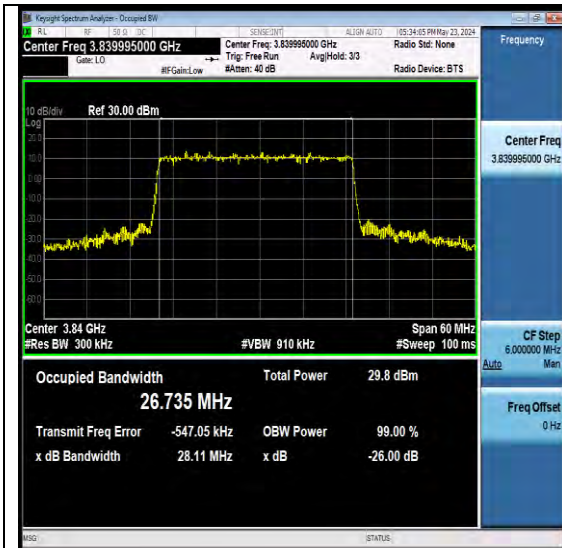 Keysight Spectrum Analyzer - Occupied BW
RL RF 50 Ω DC SENSE:INT ALIGN AUTO 05:34:05 PM May 23, 2024
Center Freq 3.839995000 GHz
Center Freq: 3.839995000 GHz
Radio Std: None
Gate: LO
Trig: Free Run Avg|Hold: 3/3
#IFGain:Low
#Atten: 40 dB
Radio Device: BTS
Frequency
10 dB/div Ref 30.00 dBm
Log
20.0
10.0
0.00
-10.0
-20.0
-30.0
-40.0
-50.0
-60.0
Center Freq
3.839995000 GHz
Center 3.84 GHz
Span 60 MHz
#Res BW 300 kHz
#VBW 910 kHz
#Sweep 100 ms
CF Step
6.000000 MHz
Auto Man
Occupied Bandwidth
26.735 MHz
Total Power 29.8 dBm
Freq Offset
0 Hz
Transmit Freq Error -547.05 kHz OBW Power 99.00 %
x dB Bandwidth 28.11 MHz x dB -26.00 dB
MSG
STATUS